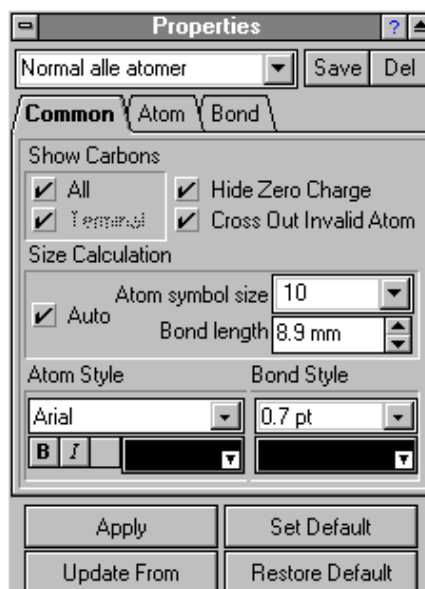 Properties ?
Normal alle atomer Save Del
Common Atom Bond
Show Carbons
All Hide Zero Charge
Terminal Cross Out Invalid Atom
Size Calculation
Auto Atom symbol size 10
Bond length 8.9 mm
Atom Style Bond Style
Arial 0.7 pt
B I
Apply Set Default
Update From Restore Default